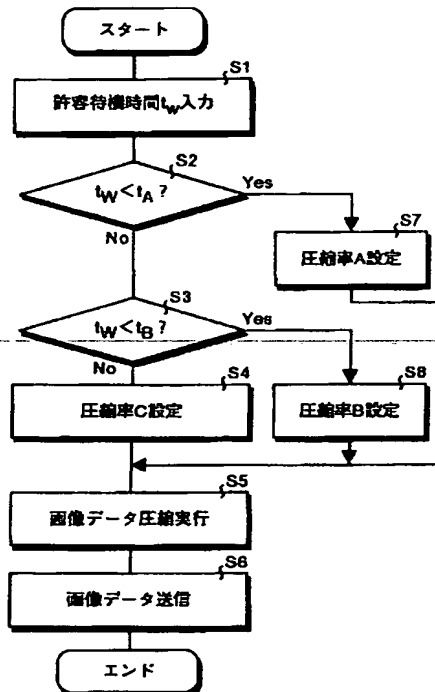 スタート
S1
許容待機時間tW入力
S2
tW<tA?
Yes
No
S7
圧縮率A設定
S3
tW<tB?
Yes
No
S4
圧縮率C設定
S8
圧縮率B設定
S5
画像データ圧縮実行
S6
画像データ送信
エンド